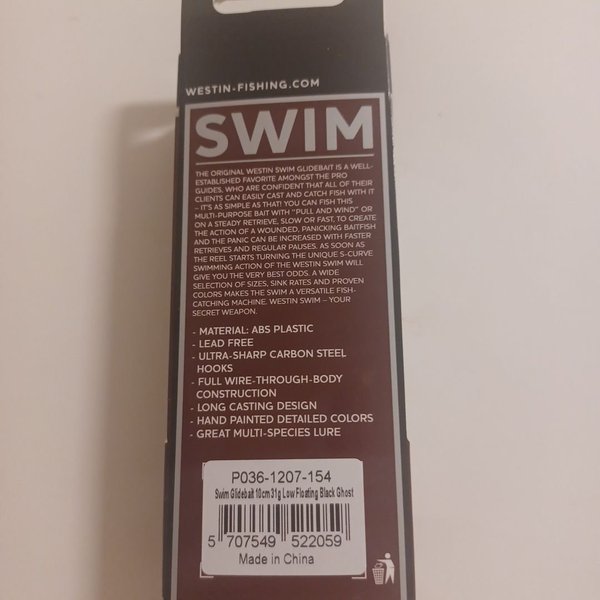 WESTIN-FISHING.COM
SWIM
THE ORIGINAL WESTIN SWIM GLIDEBAIT IS A WELL-
ESTABLISHED FAVORITE AMONGST THE PRO
GUIDES, WHO ARE CONFIDENT THAT ALL OF THEIR
CLIENTS CAN EASILY CAST AND CATCH FISH WITH IT
– IT'S AS SIMPLE AS THAT! YOU CAN FISH THIS
MULTI-PURPOSE BAIT WITH "PULL AND WIND" OR
ON A STEADY RETRIEVE, SLOW OR FAST, TO CREATE
THE ACTION OF A WOUNDED, PANICKING BAITFISH
AND THE PANIC CAN BE INCREASED WITH FASTER
RETRIEVES AND REGULAR PAUSES. AS SOON AS
THE REEL STARTS TURNING THE UNIQUE S-CURVE
SWIMMING ACTION OF THE WESTIN SWIM WILL
GIVE YOU THE VERY BEST ODDS. A WIDE
SELECTION OF SIZES, SINK RATES AND PROVEN
COLORS MAKES THE SWIM A VERSATILE FISH-
CATCHING MACHINE. WESTIN SWIM – YOUR
SECRET WEAPON.
- MATERIAL: ABS PLASTIC
- LEAD FREE
- ULTRA-SHARP CARBON STEEL
HOOKS
- FULL WIRE-THROUGH-BODY
CONSTRUCTION
- LONG CASTING DESIGN
- HAND PAINTED DETAILED COLORS
- GREAT MULTI-SPECIES LURE
P036-1207-154
Swim Glidebait 10cm 31g Low Floating Black Ghost
5 707549 522059
Made in China